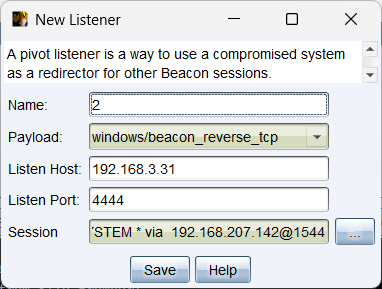 New Listener
A pivot listener is a way to use a compromised system
as a redirector for other Beacon sessions.
Name: 2
Payload: windows/beacon_reverse_tcp
Listen Host: 192.168.3.31
Listen Port: 4444
Session STEM * via 192.168.207.142@1544 ...
Save Help